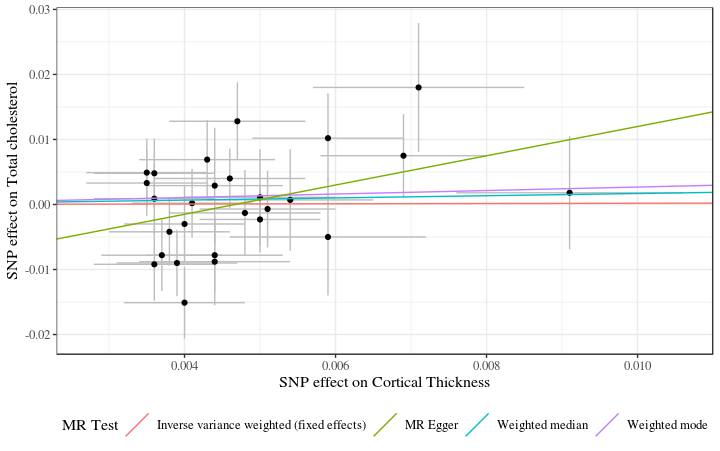 0.03
0.02
0.01
0.00
-0.01
-0.02
SNP effect on Total cholesterol
0.004 0.006 0.008 0.010
SNP effect on Cortical Thickness
MR Test Inverse variance weighted (fixed effects) MR Egger Weighted median Weighted mode